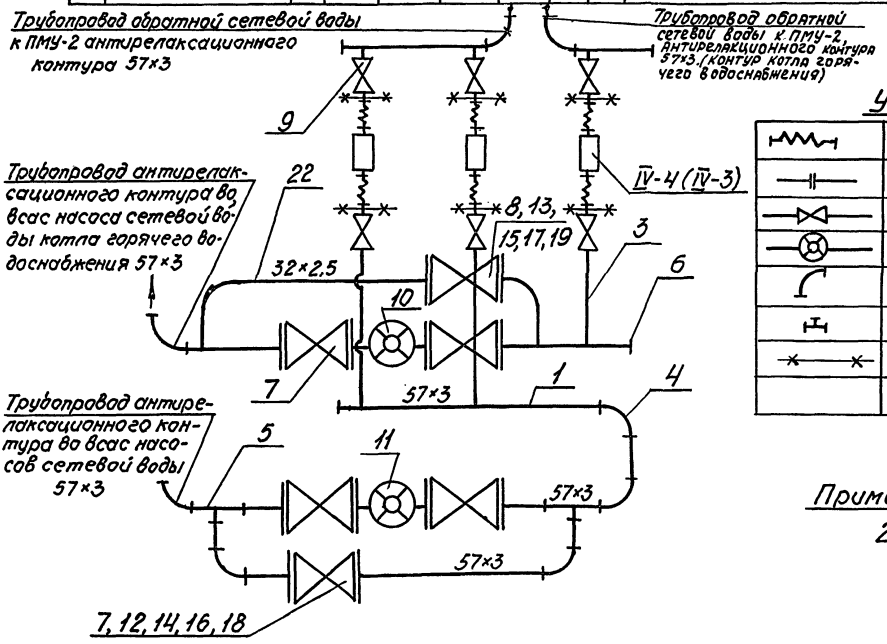 Трубопровод обратной сетевой воды
к ПМУ-2 антирелаксационного
контура 57×3
Трубопровод обратной
сетевой воды к ПМУ-2,
антирелакционного контура
57×3. (контур котла горя-
чего водоснабжения)
9
Трубопровод антирелак-
сационного контура во
всас насоса сетевой во-
ды котла горячего во-
доснабжения 57×3
22
IV-4 (IV-3)
8, 13,
15, 17, 19
3
6
32×2,5
10
7
57×3
1
4
Трубопровод антире-
лаксационного кон-
тура во всас насо-
сов сетевой воды
57×3
5
11
57×3
57×3
7, 12, 14, 16, 18
У
Прим
2